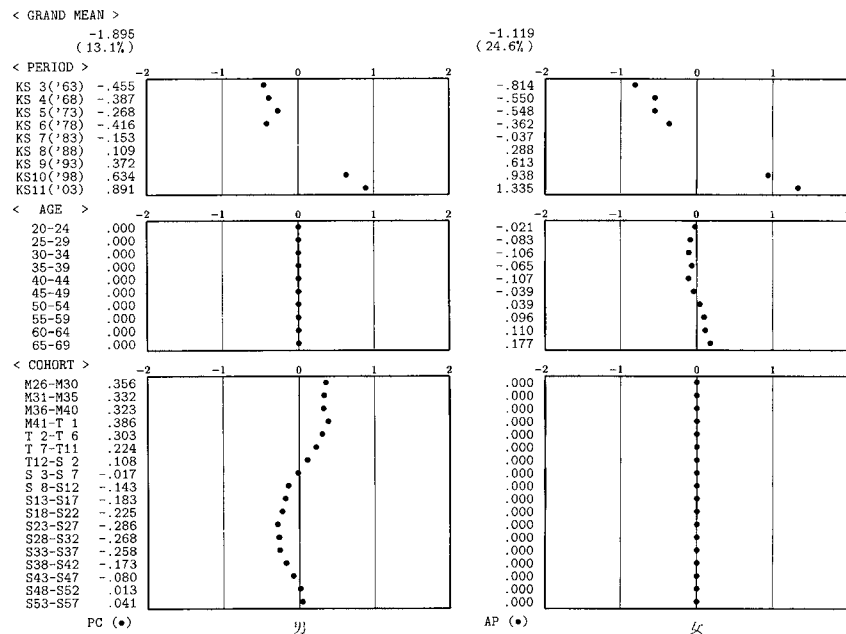 < GRAND MEAN >
-1.895 -1.119
(13.1%) (24.6%)
< PERIOD > -2 -1 0 1 2 -2 -1 0 1 2
KS 3('63) -.455 -.814
KS 4('68) -.387 -.550
KS 5('73) -.268 -.548
KS 6('78) -.416 -.362
KS 7('83) -.153 -.037
KS 8('88) .109 .288
KS 9('93) .372 .613
KS10('98) .634 .938
KS11('03) .891 1.335
< AGE > -2 -1 0 1 2 -2 -1 0 1 2
20-24 .000 -.021
25-29 .000 -.083
30-34 .000 -.106
35-39 .000 -.065
40-44 .000 -.107
45-49 .000 -.039
50-54 .000 .039
55-59 .000 .096
60-64 .000 .110
65-69 .000 .177
< COHORT > -2 -1 0 1 2 -2 -1 0 1 2
M26-M30 .356 .000
M31-M35 .332 .000
M36-M40 .323 .000
M41-T 1 .386 .000
T 2-T 6 .303 .000
T 7-T11 .224 .000
T12-S 2 .108 .000
S 3-S 7 -.017 .000
S 8-S12 -.143 .000
S13-S17 -.183 .000
S18-S22 -.225 .000
S23-S27 -.286 .000
S28-S32 -.268 .000
S33-S37 -.258 .000
S38-S42 -.173 .000
S43-S47 -.080 .000
S48-S52 .013 .000
S53-S57 .041 .000
PC (●) 男 AP (●) 女